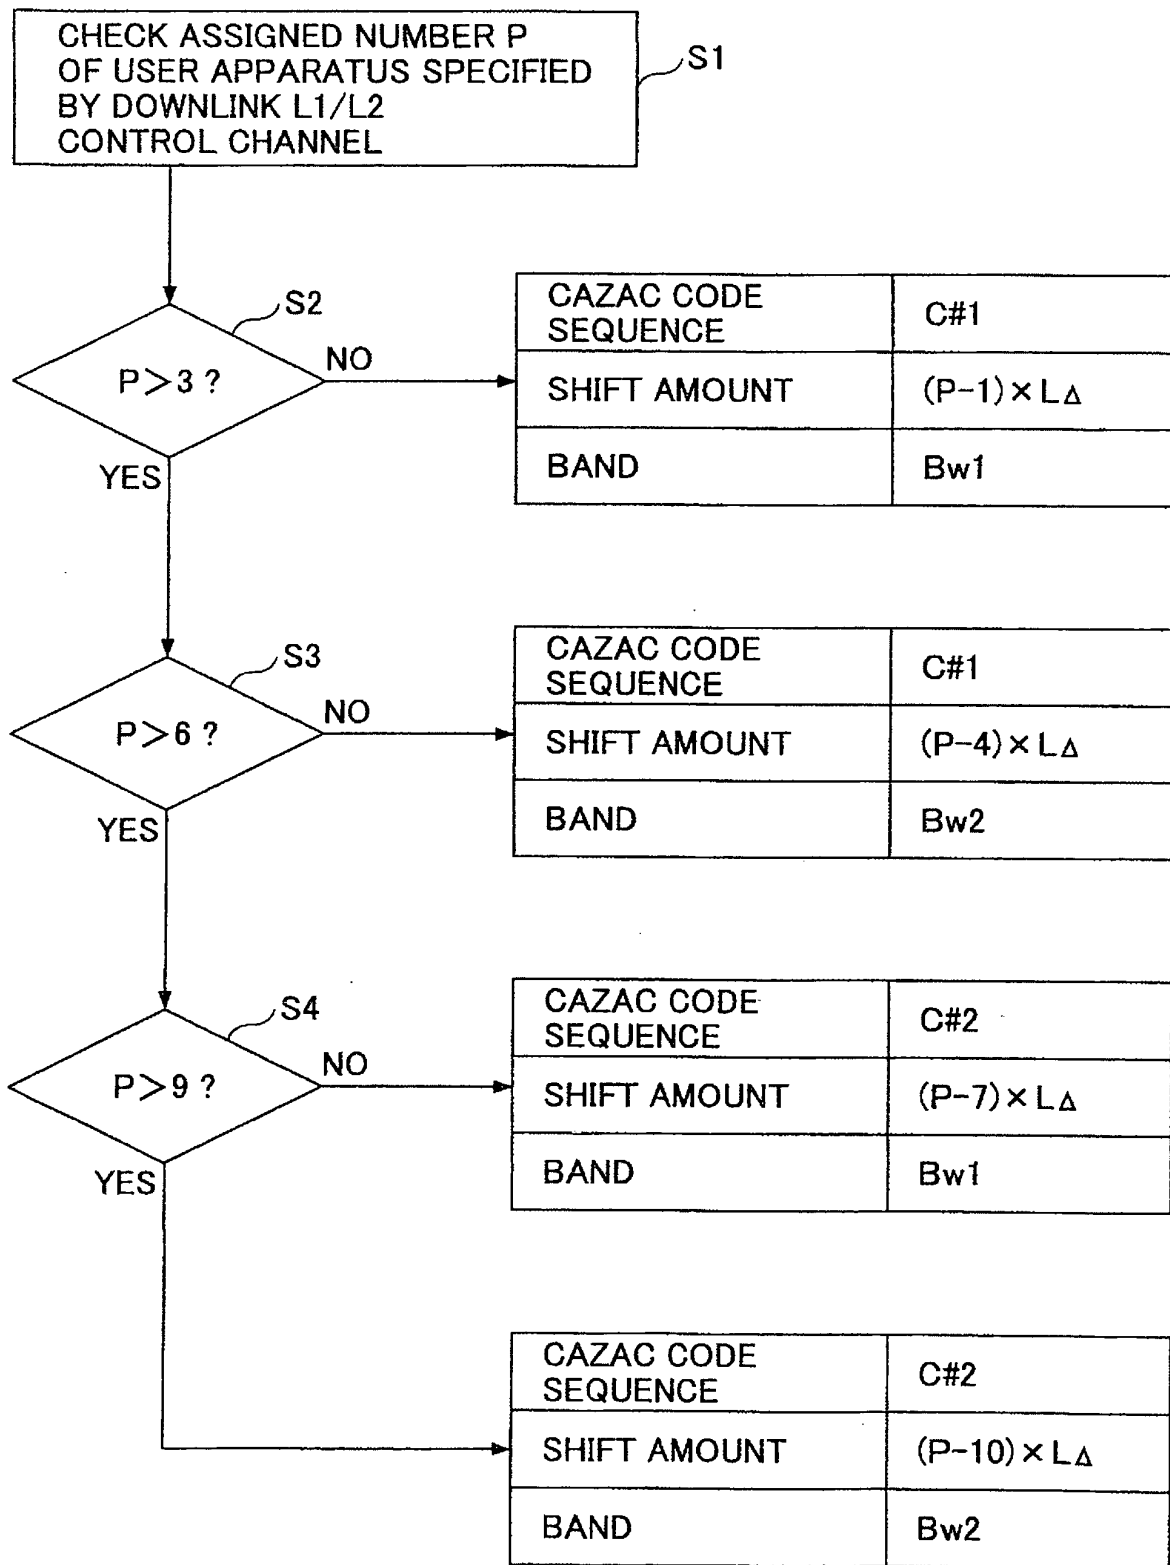 CHECK ASSIGNED NUMBER P
OF USER APPARATUS SPECIFIED
BY DOWNLINK L1/L2
CONTROL CHANNEL
S1
S2
P>3 ?
NO
YES
CAZAC CODE
SEQUENCE
C#1
SHIFT AMOUNT
(P-1)×LΔ
BAND
Bw1
S3
P>6 ?
NO
YES
CAZAC CODE
SEQUENCE
C#1
SHIFT AMOUNT
(P-4)×LΔ
BAND
Bw2
S4
P>9 ?
NO
YES
CAZAC CODE
SEQUENCE
C#2
SHIFT AMOUNT
(P-7)×LΔ
BAND
Bw1
CAZAC CODE
SEQUENCE
C#2
SHIFT AMOUNT
(P-10)×LΔ
BAND
Bw2